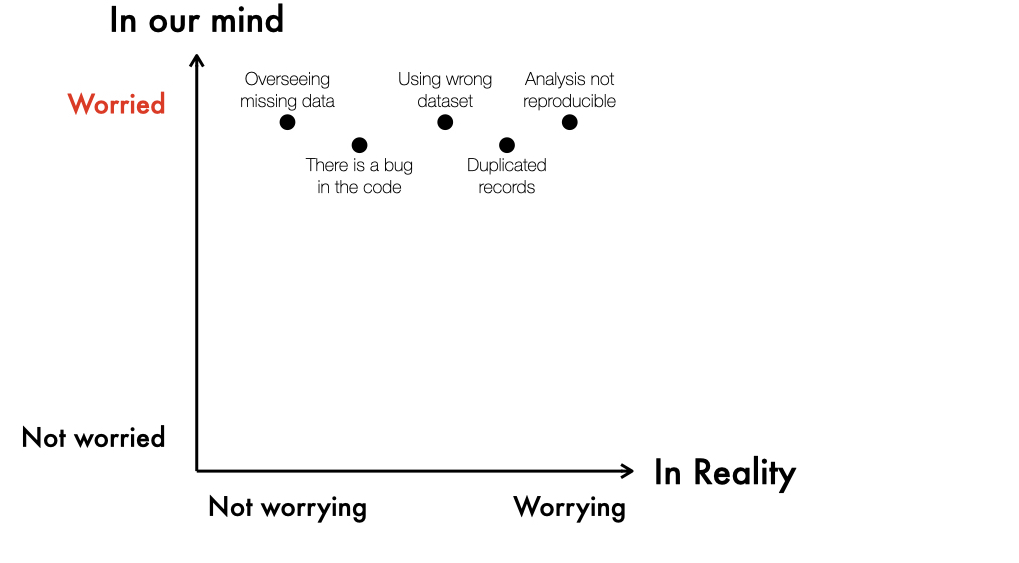 In our mind
Worried
Overseeing
missing data
Using wrong
dataset
Analysis not
reproducible
There is a bug
in the code
Duplicated
records
Not worried
In Reality
Not worrying
Worrying